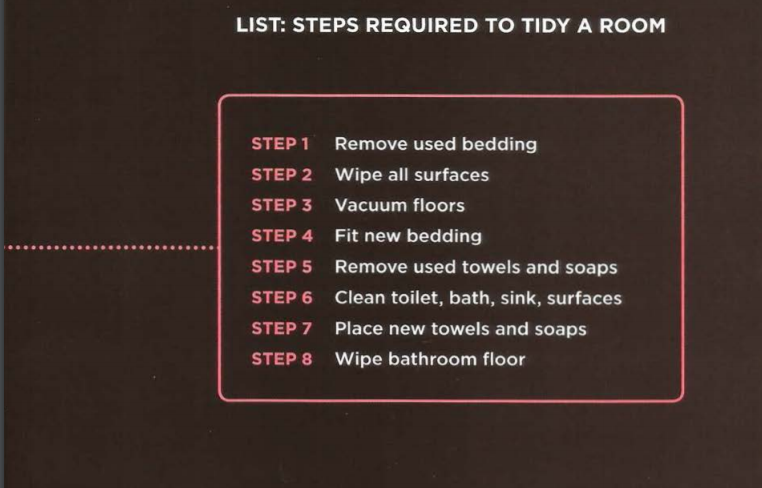 LIST: STEPS REQUIRED TO TIDY A ROOM
STEP 1 Remove used bedding
STEP 2 Wipe all surfaces
STEP 3 Vacuum floors
STEP 4 Fit new bedding
STEP 5 Remove used towels and soaps
STEP 6 Clean toilet, bath, sink, surfaces
STEP 7 Place new towels and soaps
STEP 8 Wipe bathroom floor